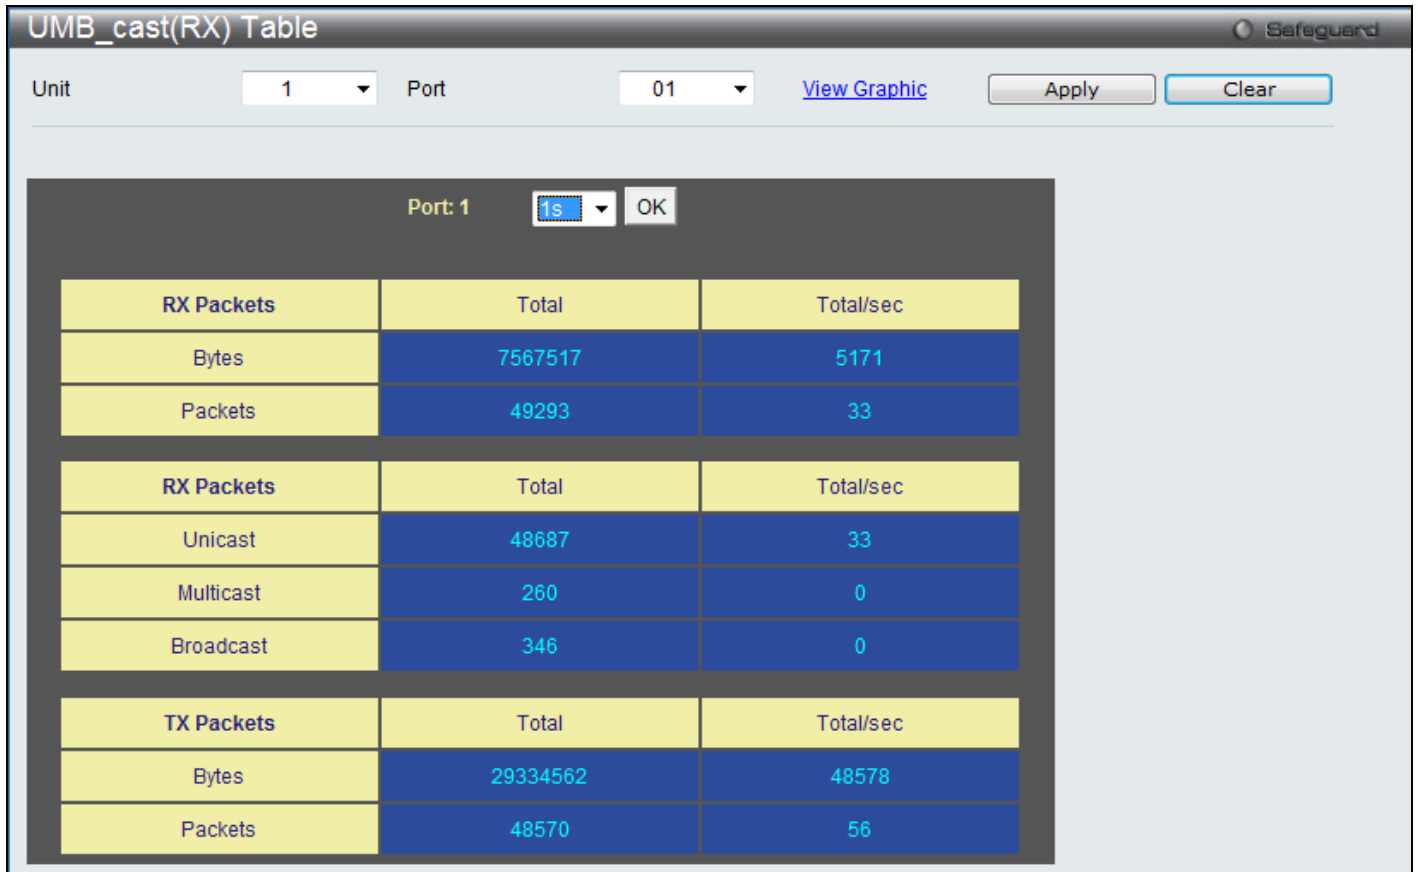 UMB_cast(RX) Table Safeguard
Unit 1 Port 01 View Graphic Apply Clear
Port: 1 1s OK
RX Packets Total Total/sec
Bytes 7567517 5171
Packets 49293 33
RX Packets Total Total/sec
Unicast 48687 33
Multicast 260 0
Broadcast 346 0
TX Packets Total Total/sec
Bytes 29334562 48578
Packets 48570 56